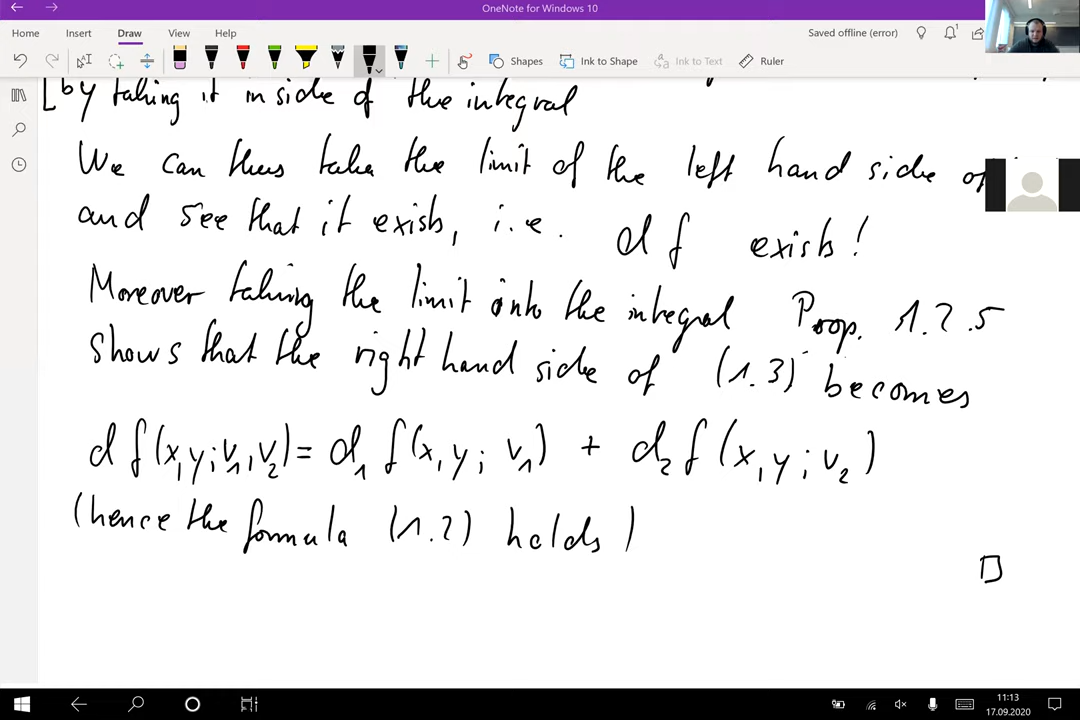 OneNote for Windows 10
Home Insert Draw View Help
Saved offline (error)
Shapes Ink to Shape Ink to Text Ruler
[by taking it inside of the integral
We can thus take the limit of the left hand side of
and see that it exists, i.e. df exists!
Moreover taking the limit into the integral Prop. 1.2.5
shows that the right hand side of (1.3) becomes
df(x,y;v₁,v₂) = d₁f(x,y; v₁) + d₂f(x,y; v₂)
(hence the formula (1.2) holds)
11:13
17.09.2020